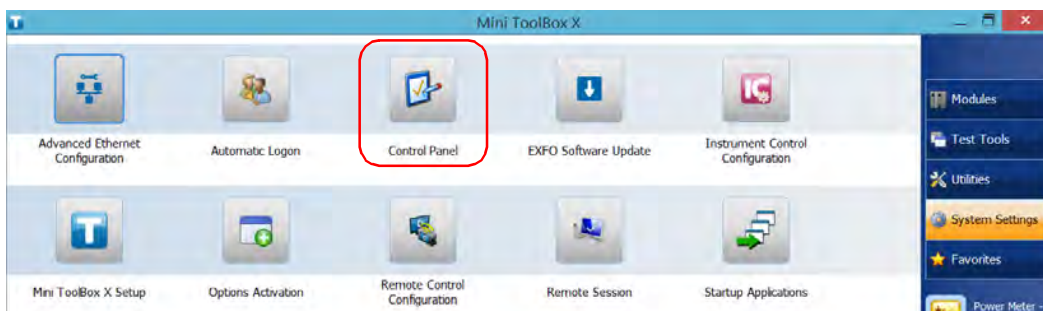 T
Mini ToolBox X
Modules
Test Tools
Utilities
System Settings
Favorites
Power Meter -
IC
Advanced Ethernet
Configuration
Automatic Logon
Control Panel
EXFO Software Update
Instrument Control
Configuration
T
Mini ToolBox X Setup
Options Activation
Remote Control
Configuration
Remote Session
Startup Applications